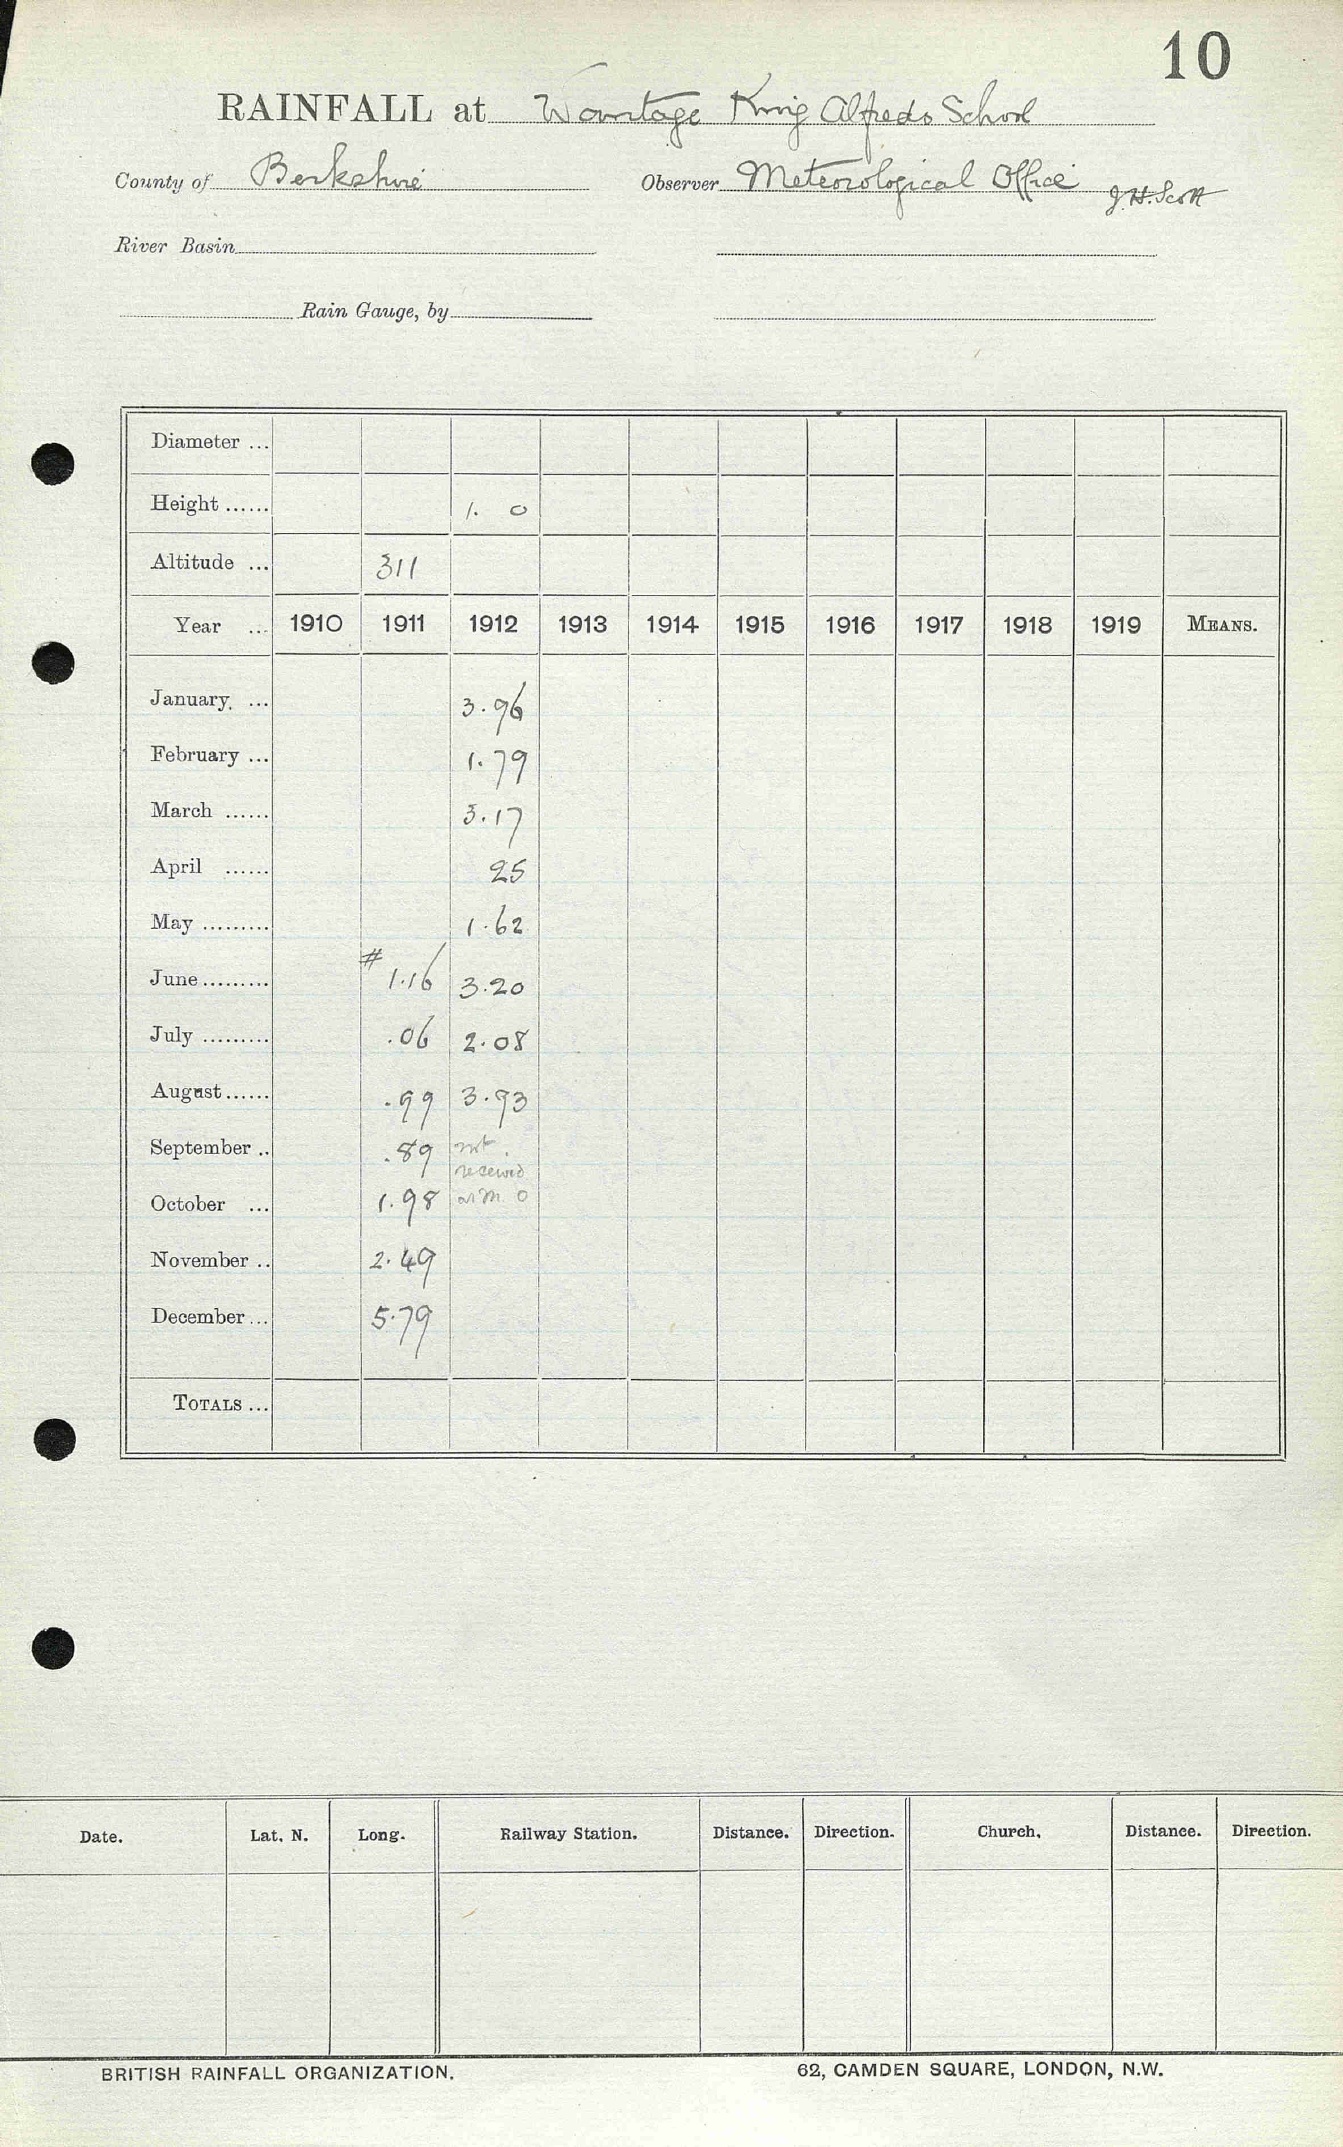 10
RAINFALL at Wantage King Alfreds School
County of Berkshire Observer Meteorological Office J.H. Scott
River Basin
Rain Gauge, by
Diameter ...
Height ...... 1. 0
Altitude ... 311
Year ... 1910 1911 1912 1913 1914 1915 1916 1917 1918 1919 MEANS.
January. ... 3.96
February ... 1.79
March ...... 3.17
April ...... 25
May ......... 1.62
June ......... # 1.16 3.20
July ......... .06 2.08
August ...... .99 3.93
September .. .89 not
received
October ... 1.98 at M. O
November .. 2.49
December ... 5.79
TOTALS ...
Date. Lat. N. Long. Railway Station. Distance. Direction. Church. Distance. Direction.
BRITISH RAINFALL ORGANIZATION. 62, CAMDEN SQUARE, LONDON, N.W.